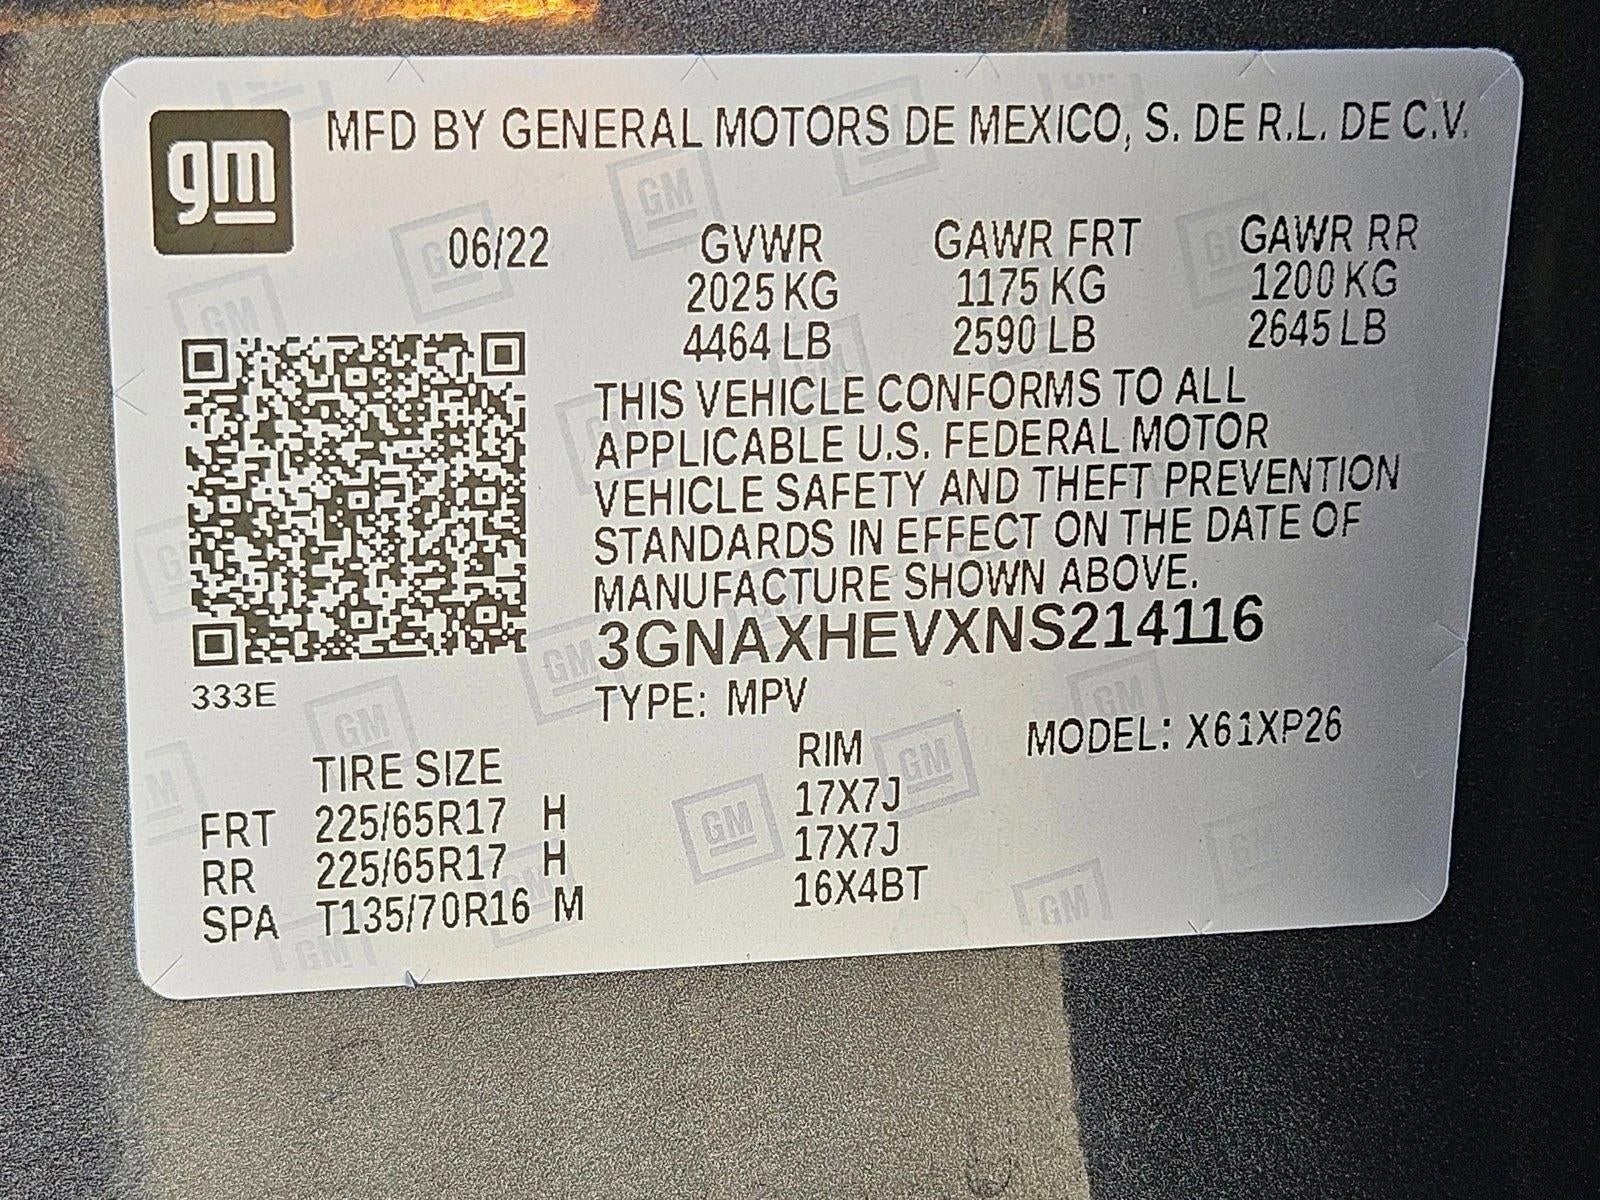 gm
MFD BY GENERAL MOTORS DE MEXICO, S. DE R.L. DE C.V.
06/22 GVWR GAWR FRT GAWR RR
2025 KG 1175 KG 1200 KG
4464 LB 2590 LB 2645 LB
THIS VEHICLE CONFORMS TO ALL
APPLICABLE U.S. FEDERAL MOTOR
VEHICLE SAFETY AND THEFT PREVENTION
STANDARDS IN EFFECT ON THE DATE OF
MANUFACTURE SHOWN ABOVE.
3GNAXHEVXNS214116
333E
TYPE: MPV
MODEL: X61XP26
TIRE SIZE RIM
FRT 225/65R17 H 17X7J
RR 225/65R17 H 17X7J
SPA T135/70R16 M 16X4BT